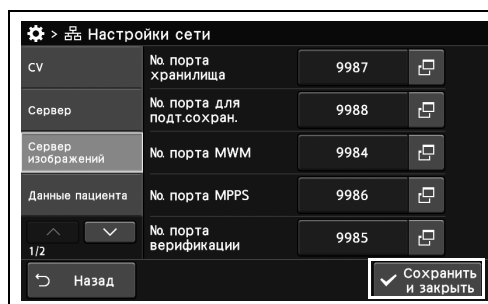 > Настройки сети
CV
Сервер
Сервер
изображений
Данные пациента
1/2
№ порта
хранилища
9987
№ порта для
подт.сохран.
9988
№ порта MWM
9984
№ порта MPPS
9986
№ порта
верификации
9985
Назад
Сохранить
и закрыть